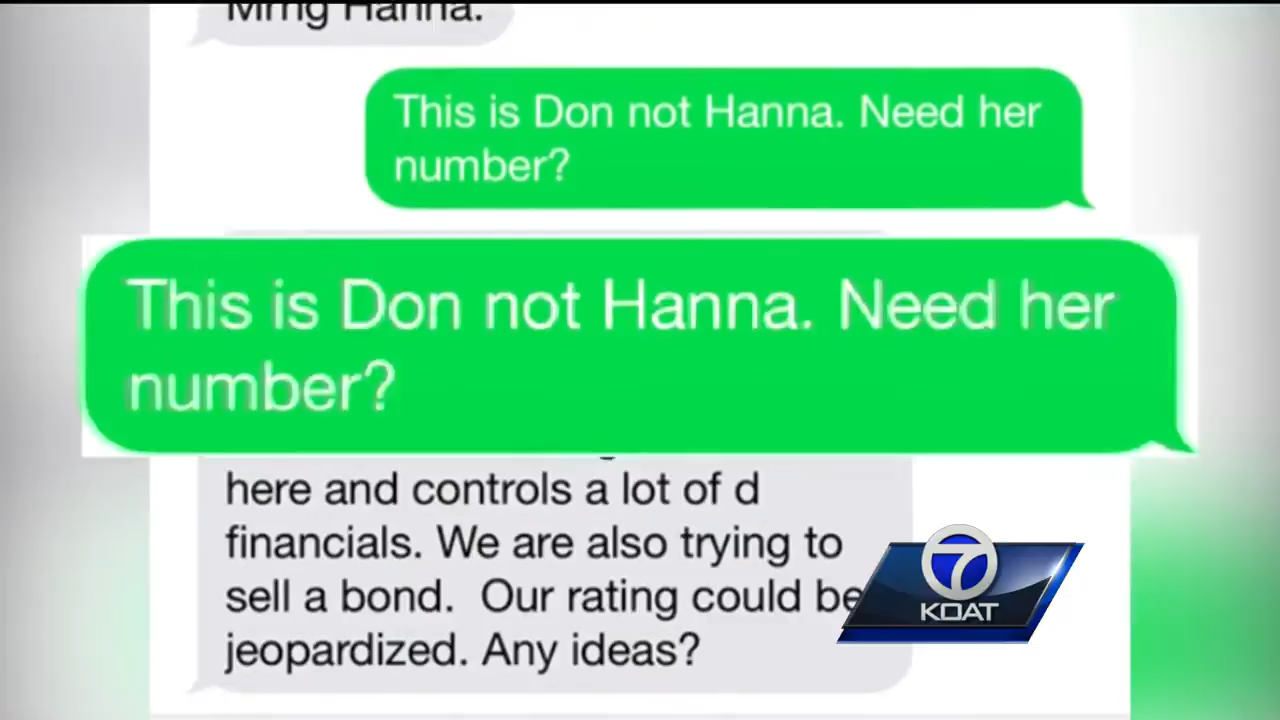 Mrng Hanna.
This is Don not Hanna. Need her
number?
This is Don not Hanna. Need her
number?
here and controls a lot of d
financials. We are also trying to
sell a bond.  Our rating could be
jeopardized. Any ideas?
7
KOAT